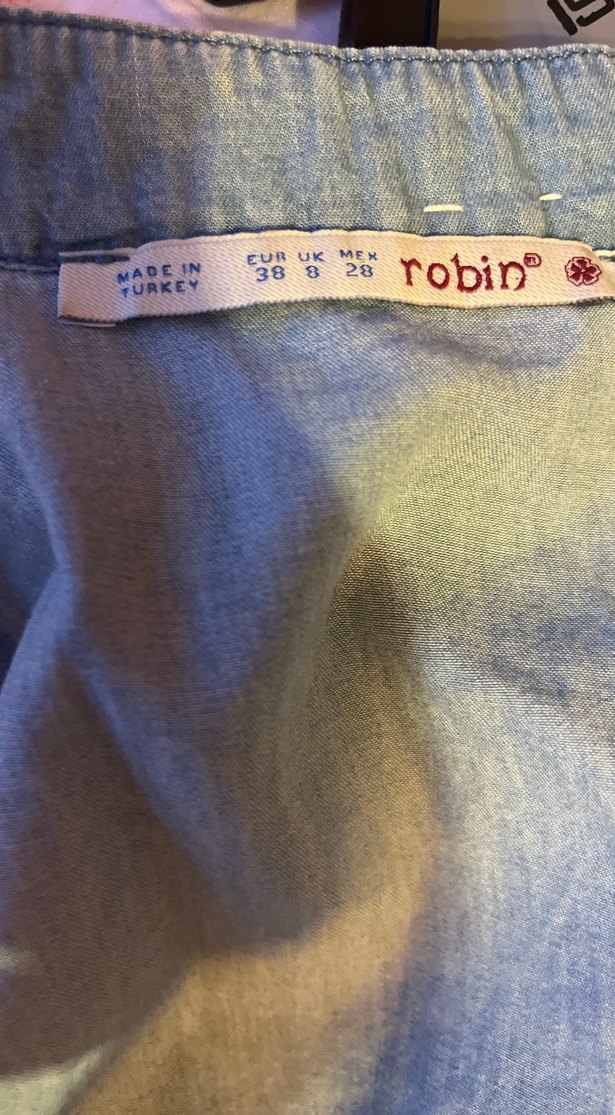 MADE IN
TURKEY
EUR UK MEX
38 8 28
robin